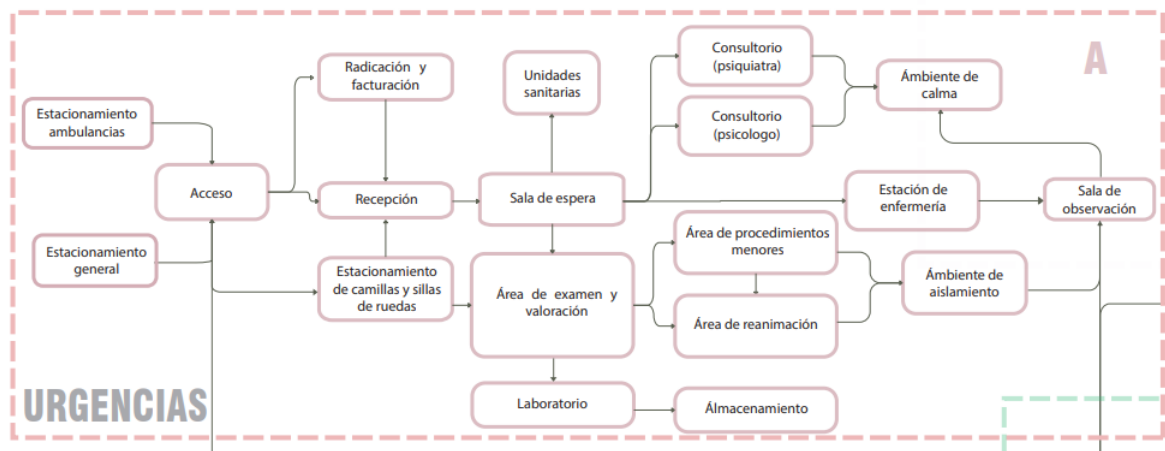 A
Radicación y
facturación
Unidades
sanitarias
Consultorio
(psiquiatra)
Ámbiente de
calma
Estacionamiento
ambulancias
Consultorio
(psicologo)
Acceso
Recepción
Sala de espera
Estación de
enfermería
Sala de
observación
Estacionamiento
general
Estacionamiento
de camillas y sillas
de ruedas
Área de examen y
valoración
Área de procedimientos
menores
Ámbiente de
aislamiento
Área de reanimación
Laboratorio
Álmacenamiento
URGENCIAS